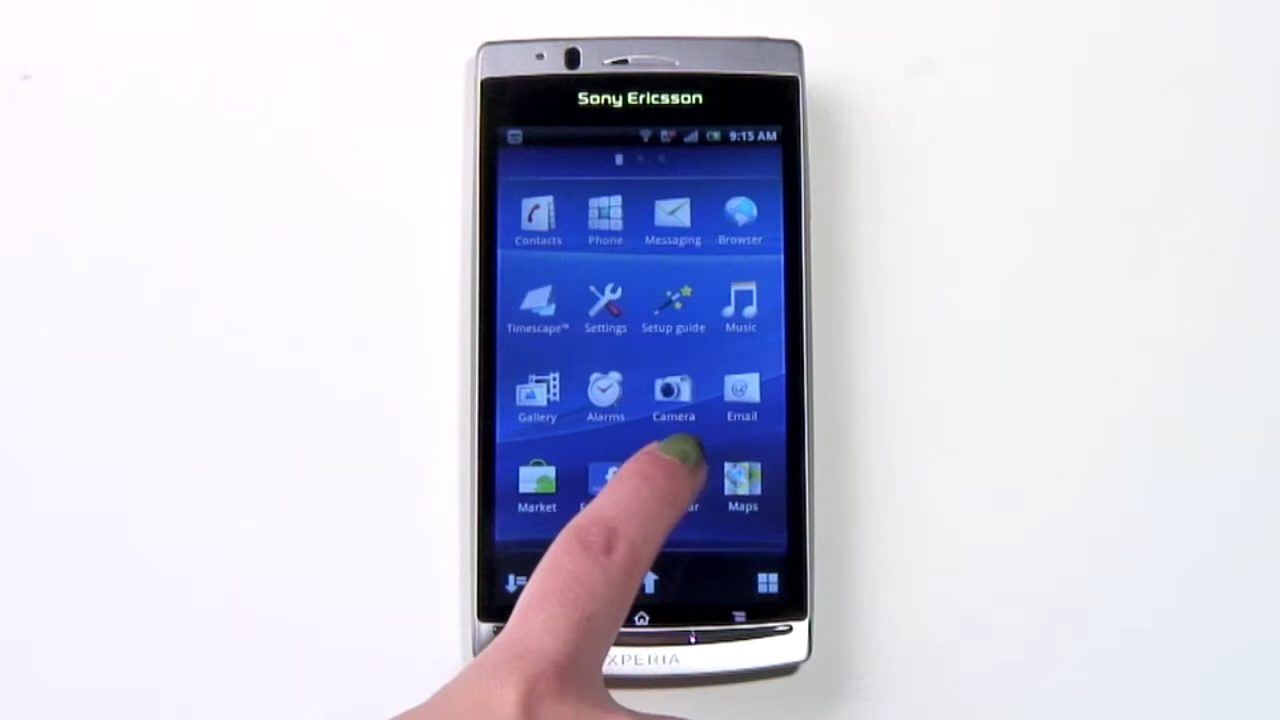 Sony Ericsson
9:15 AM
Contacts Phone Messaging Browser
Timescape™ Settings Setup guide Music
Gallery Alarms Camera Email
Market Maps
XPERIA